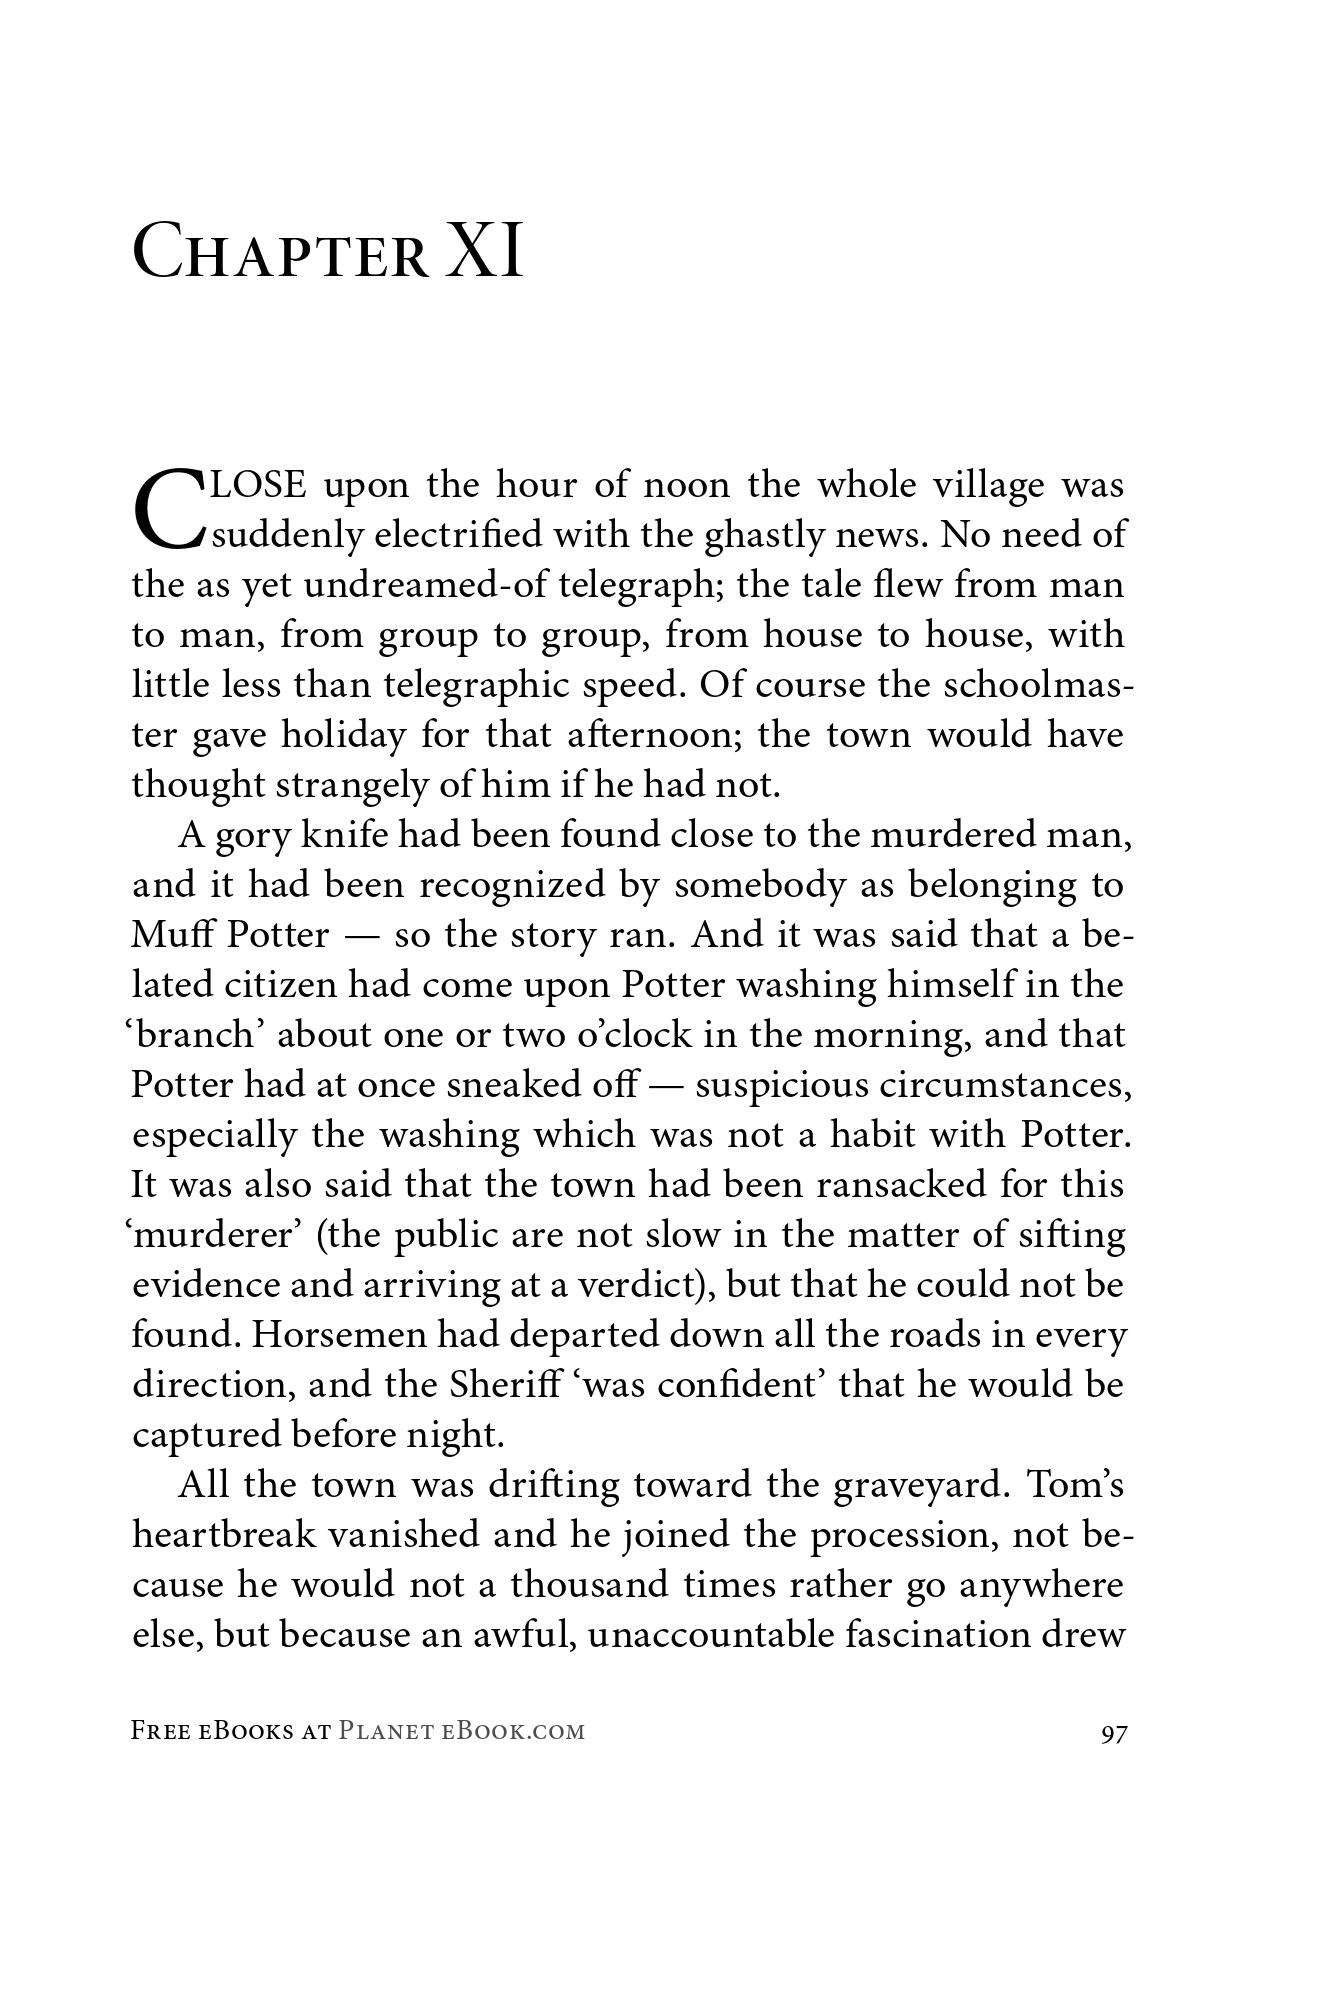 CHAPTER XI
CLOSE upon the hour of noon the whole village was
suddenly electrified with the ghastly news. No need of
the as yet undreamed-of telegraph; the tale flew from man
to man, from group to group, from house to house, with
little less than telegraphic speed. Of course the schoolmas-
ter gave holiday for that afternoon; the town would have
thought strangely of him if he had not.
A gory knife had been found close to the murdered man,
and it had been recognized by somebody as belonging to
Muff Potter — so the story ran. And it was said that a be-
lated citizen had come upon Potter washing himself in the
‘branch’ about one or two o’clock in the morning, and that
Potter had at once sneaked off — suspicious circumstances,
especially the washing which was not a habit with Potter.
It was also said that the town had been ransacked for this
‘murderer’ (the public are not slow in the matter of sifting
evidence and arriving at a verdict), but that he could not be
found. Horsemen had departed down all the roads in every
direction, and the Sheriff ‘was confident’ that he would be
captured before night.
All the town was drifting toward the graveyard. Tom’s
heartbreak vanished and he joined the procession, not be-
cause he would not a thousand times rather go anywhere
else, but because an awful, unaccountable fascination drew
FREE EBOOKS AT PLANET EBOOK.COM 97